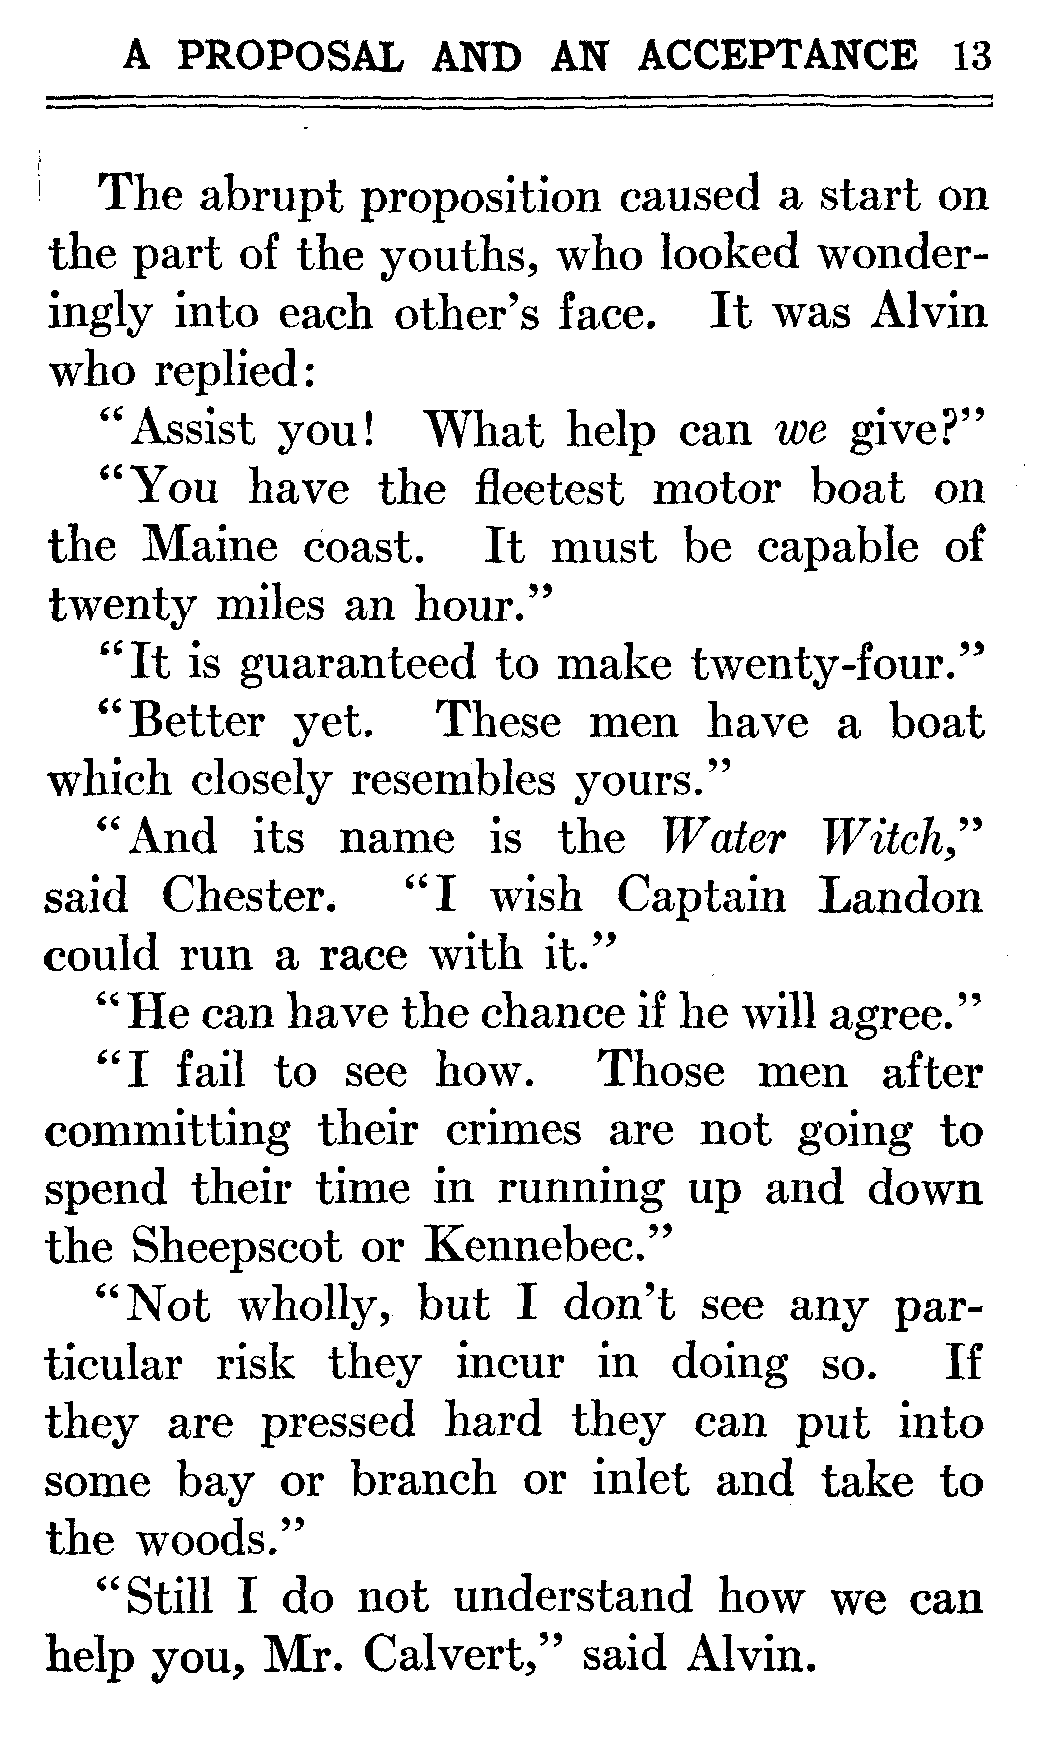 A PROPOSAL AND AN ACCEPTANCE 13
The abrupt proposition caused a start on
the part of the youths, who looked wonder-
ingly into each other's face. It was Alvin
who replied:
"Assist you! What help can we give?"
"You have the fleetest motor boat on
the Maine coast. It must be capable of
twenty miles an hour."
"It is guaranteed to make twenty-four."
"Better yet. These men have a boat
which closely resembles yours."
"And its name is the Water Witch,"
said Chester. "I wish Captain Landon
could run a race with it."
"He can have the chance if he will agree."
"I fail to see how. Those men after
committing their crimes are not going to
spend their time in running up and down
the Sheepscot or Kennebec."
"Not wholly, but I don't see any par-
ticular risk they incur in doing so. If
they are pressed hard they can put into
some bay or branch or inlet and take to
the woods."
"Still I do not understand how we can
help you, Mr. Calvert," said Alvin.